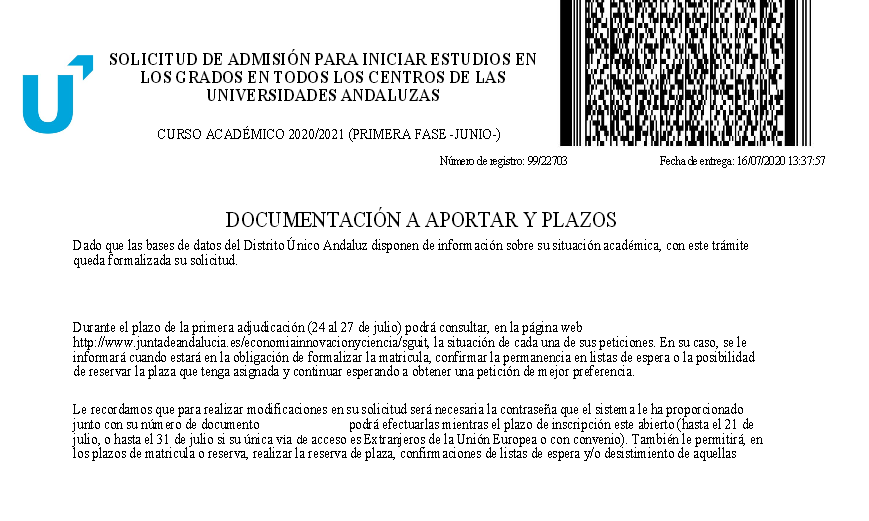 SOLICITUD DE ADMISIÓN PARA INICIAR ESTUDIOS EN
LOS GRADOS EN TODOS LOS CENTROS DE LAS
UNIVERSIDADES ANDALUZAS
CURSO ACADÉMICO 2020/2021 (PRIMERA FASE -JUNIO-)
Número de registro: 99/22703
Fecha de entrega: 16/07/2020 13:37:57
DOCUMENTACIÓN A APORTAR Y PLAZOS
Dado que las bases de datos del Distrito Único Andaluz disponen de información sobre su situación académica, con este trámite
queda formalizada su solicitud.
Durante el plazo de la primera adjudicación (24 al 27 de julio) podrá consultar, en la página web
http://www.juntadeandalucia.es/economiainnovacionyciencia/sguit, la situación de cada una de sus peticiones. En su caso, se le
informará cuando estará en la obligación de formalizar la matricula, confirmar la permanencia en listas de espera o la posibilidad
de reservar la plaza que tenga asignada y continuar esperando a obtener una petición de mejor preferencia.
Le recordamos que para realizar modificaciones en su solicitud será necesaria la contraseña que el sistema le ha proporcionado
junto con su número de documento podrá efectuarlas mientras el plazo de inscripción este abierto (hasta el 21 de
julio, o hasta el 31 de julio si su única via de acceso es Extranjeros de la Unión Europea o con convenio). También le permitirá, en
los plazos de matricula o reserva, realizar la reserva de plaza, confirmaciones de listas de espera y/o desistimiento de aquellas